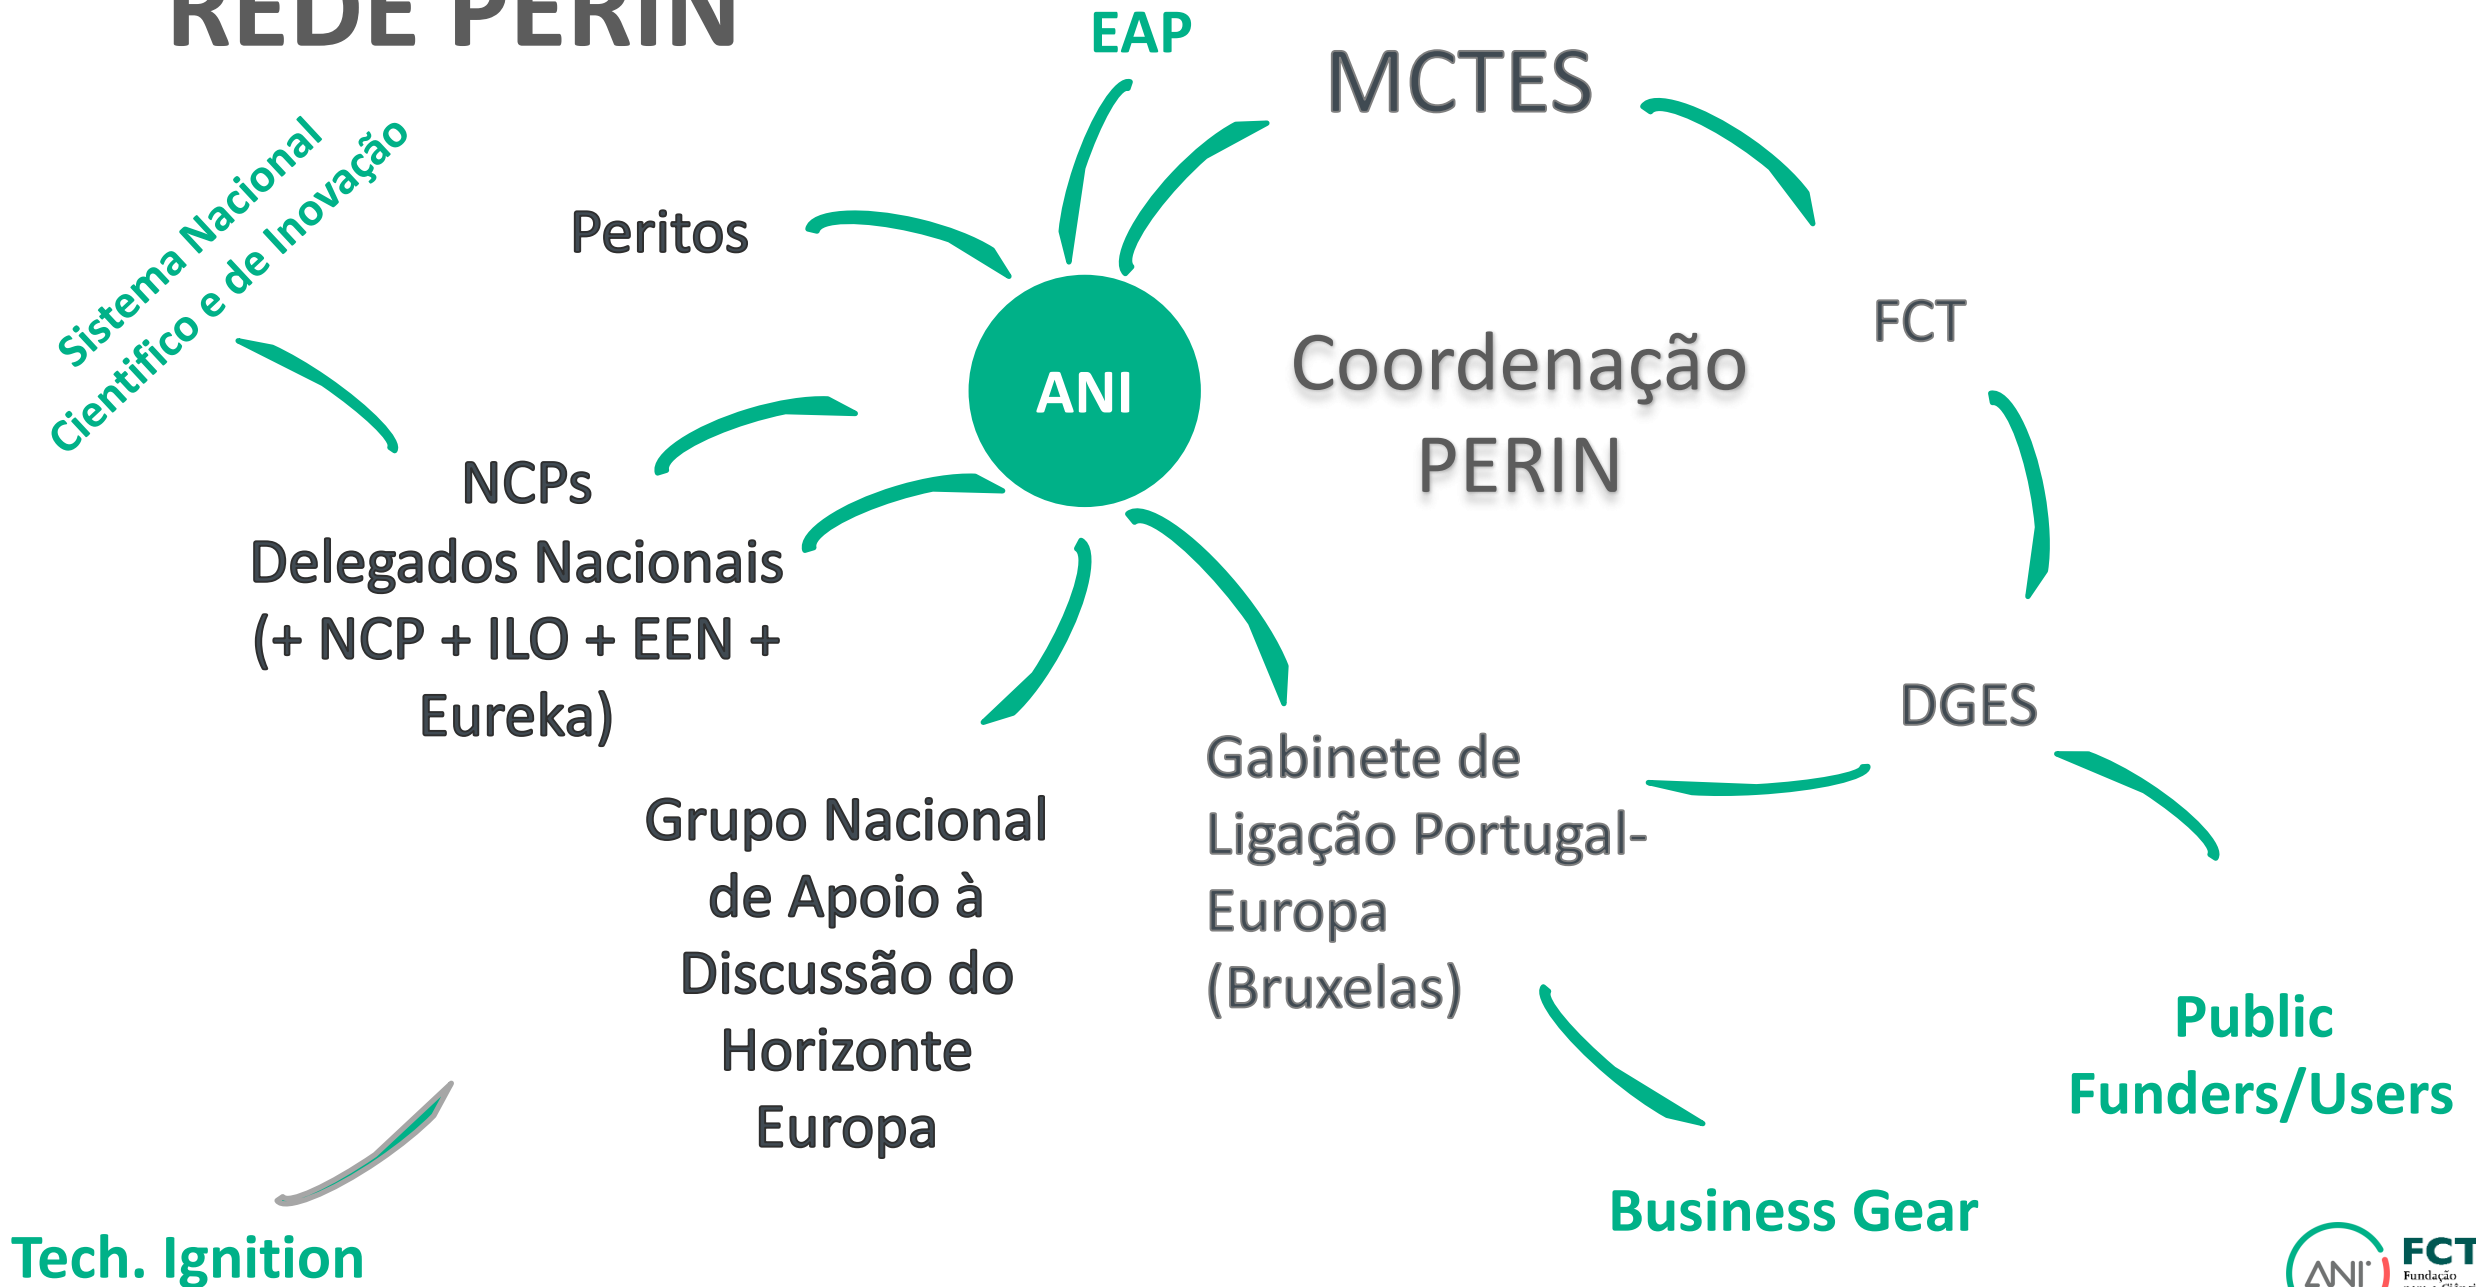 REDE PERIN
EAP
MCTES
Sistema Nacional
Científico e de Inovação
Peritos
FCT
ANI
Coordenação
PERIN
NCPs
Delegados Nacionais
(+ NCP + ILO + EEN +
Eureka)
DGES
Gabinete de
Ligação Portugal-
Europa
(Bruxelas)
Grupo Nacional
de Apoio à
Discussão do
Horizonte
Europa
Public
Funders/Users
Business Gear
Tech. Ignition
ANI
FCT
Fundação